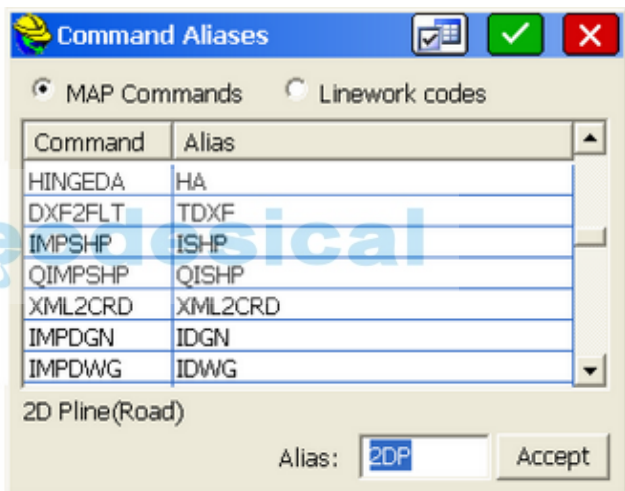 Command Aliases
MAP Commands Linework codes
Command Alias
HINGEDA HA
DXF2FLT TDXF
IMPSHP ISHP
QIMPSHP QISHP
XML2CRD XML2CRD
IMPDGN IDGN
IMPDWG IDWG
2D Pline(Road)
Alias: 2DP Accept